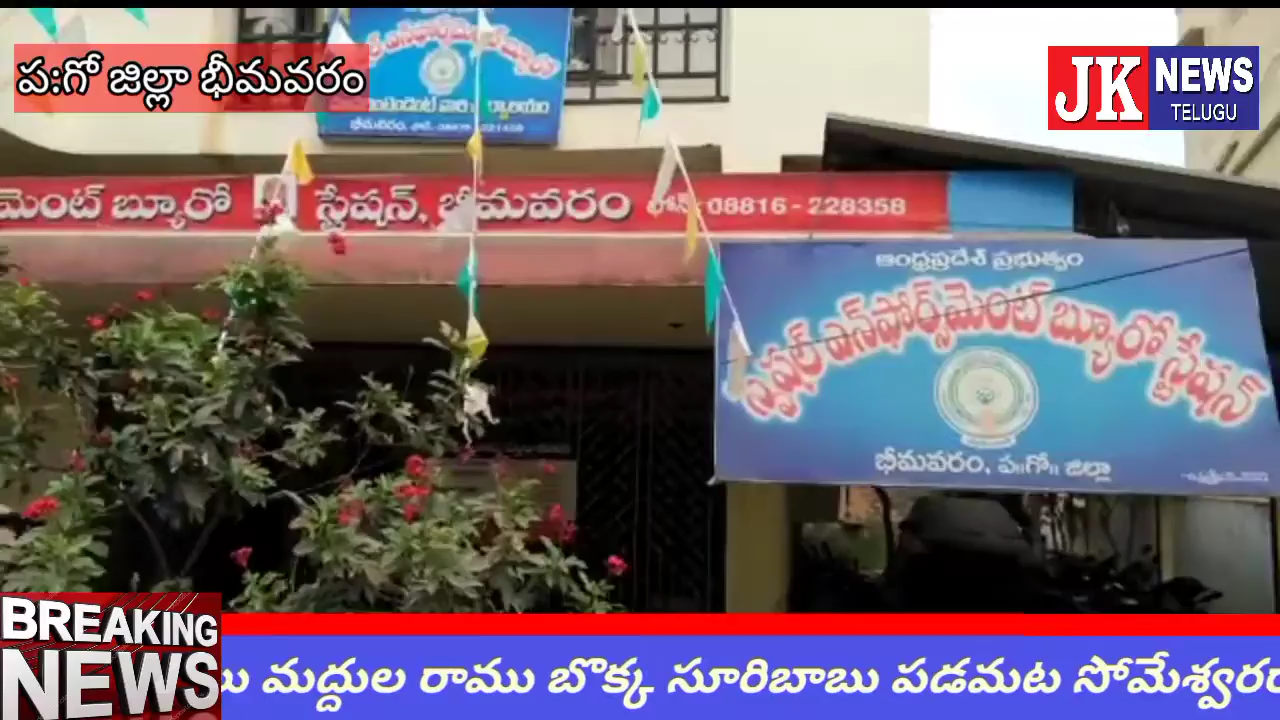 ప:గో జిల్లా భీమవరం
JK NEWS
TELUGU
భీమవరం, ఫోన్
మెంట్ బ్యూరో స్టేషన్, భీమవరం ఫోన్ : 08816 - 228358
ఆంధ్రప్రదేశ్ ప్రభుత్వం
స్పెషల్ ఎన్‌ఫోర్స్‌మెంట్ బ్యూరో స్టేషన్
భీమవరం, ప॥గో॥ జిల్లా
BREAKING
NEWS
మద్దుల రాము బొక్క సూరిబాబు పడమట సోమేశ్వర